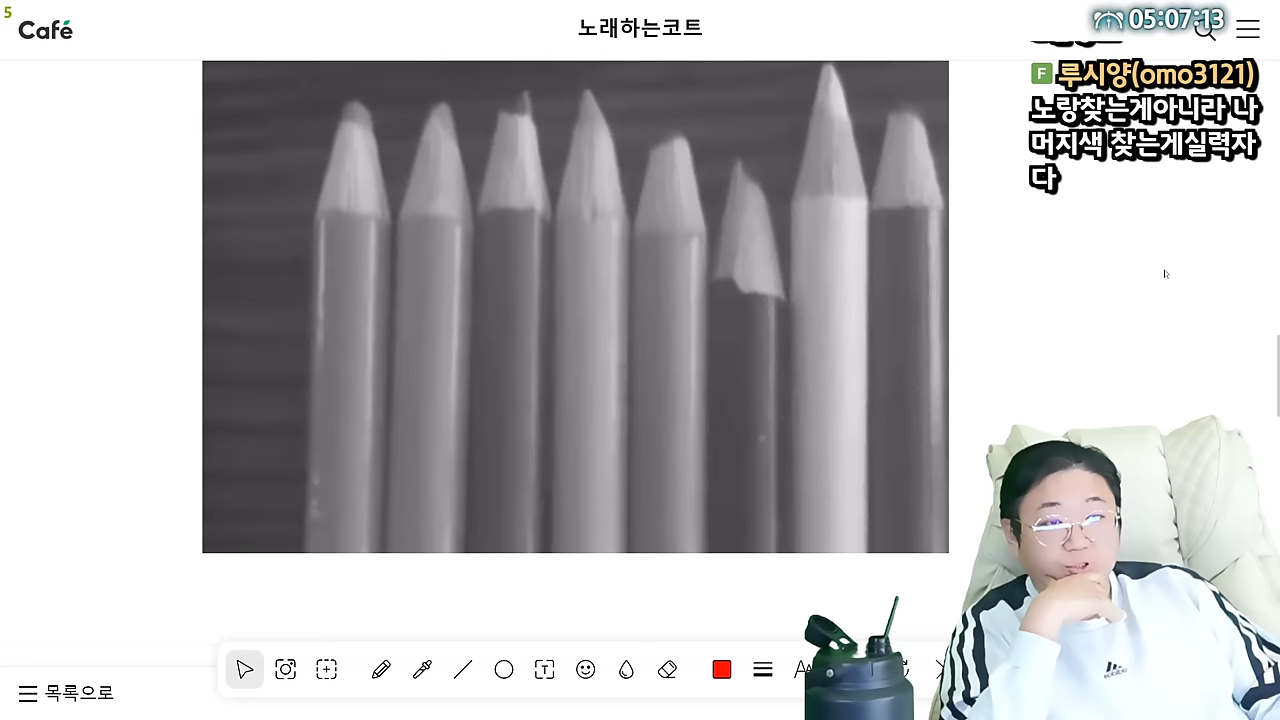 5
Café
노래하는코트
05:07:13
F 루시양(omo3121)
노랑찾는게아니라 나
머지색 찾는게실력자
다
T
목록으로